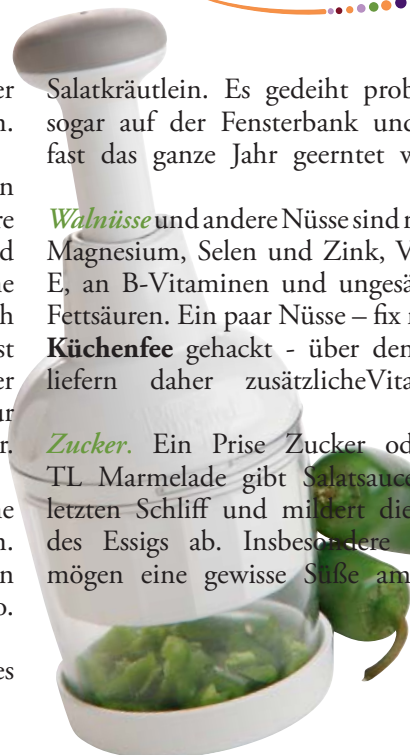 Salatkräutlein. Es gedeiht prob
sogar auf der Fensterbank und
fast das ganze Jahr geerntet w
Walnüsse und andere Nüsse sind r
Magnesium, Selen und Zink, V
E, an B-Vitaminen und ungesä
Fettsäuren. Ein paar Nüsse – fix
Küchenfee gehackt - über den
liefern daher zusätzlicheVita
Zucker. Ein Prise Zucker od
TL Marmelade gibt Salatsauce
letzten Schliff und mildert die
des Essigs ab. Insbesondere
mögen eine gewisse Süße am